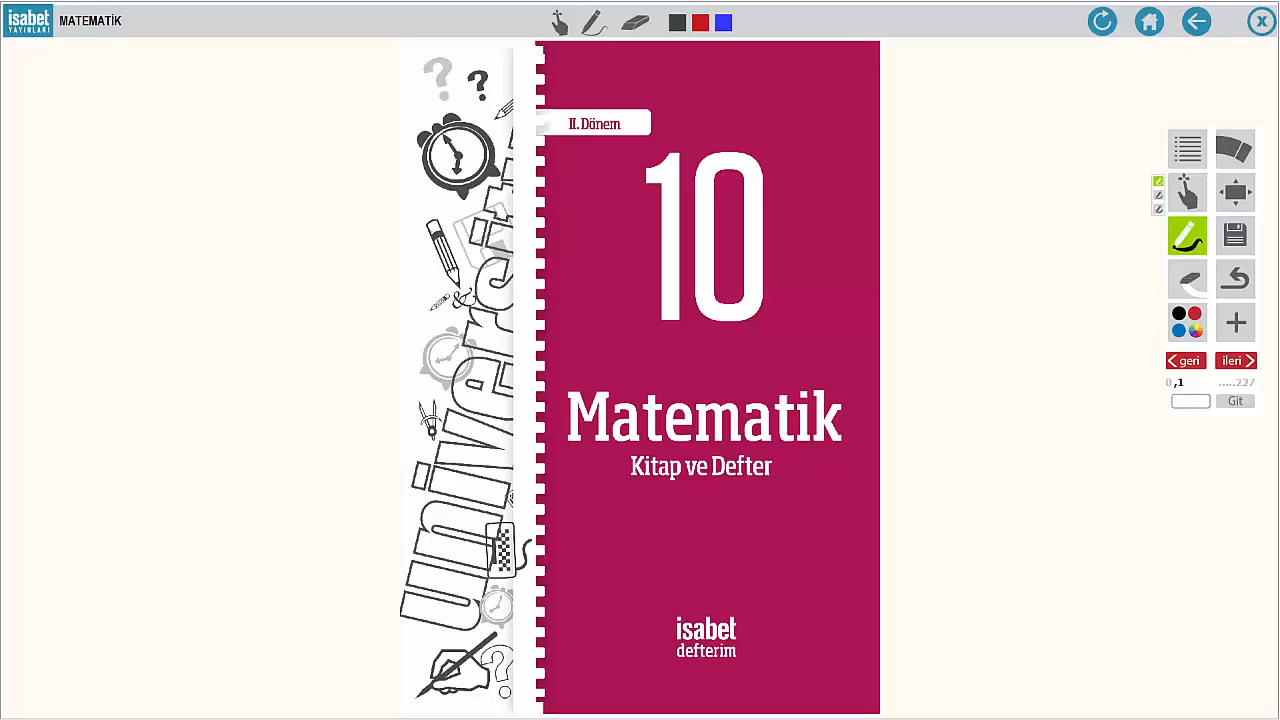 isabet
YAYINLARI
MATEMATİK
X
II. Dönem
10
Matematik
Kitap ve Defter
isabet
defterim
üniversite
&
geri
ileri
0 ,1 .....227
Git